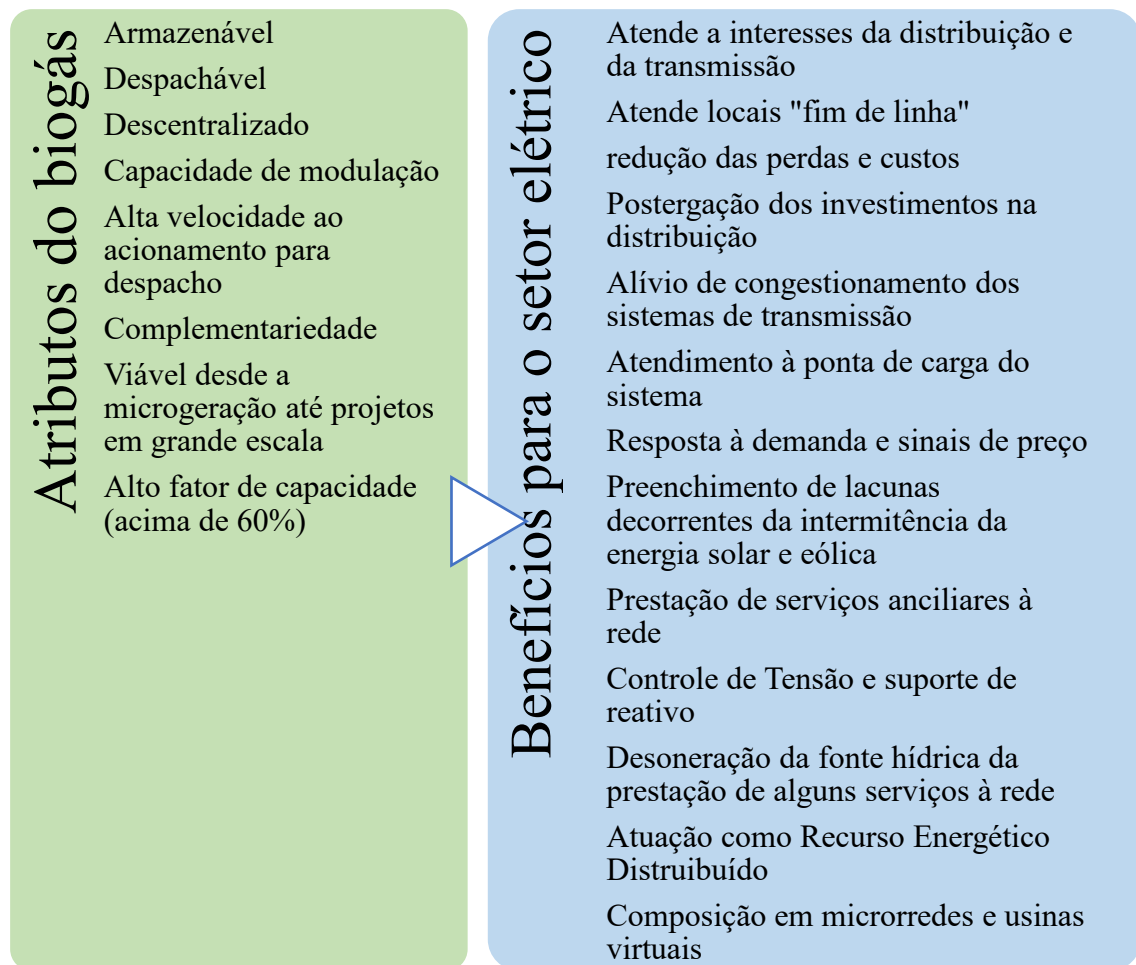 Atributos do biogás
Armazenável
Despachável
Descentralizado
Capacidade de modulação
Alta velocidade ao
acionamento para
despacho
Complementariedade
Viável desde a
microgeração até projetos
em grande escala
Alto fator de capacidade
(acima de 60%)
Benefícios para o setor elétrico
Atende a interesses da distribuição e
da transmissão
Atende locais "fim de linha"
redução das perdas e custos
Postergação dos investimentos na
distribuição
Alívio de congestionamento dos
sistemas de transmissão
Atendimento à ponta de carga do
sistema
Resposta à demanda e sinais de preço
Preenchimento de lacunas
decorrentes da intermitência da
energia solar e eólica
Prestação de serviços anciliares à
rede
Controle de Tensão e suporte de
reativo
Desoneração da fonte hídrica da
prestação de alguns serviços à rede
Atuação como Recurso Energético
Distruibuído
Composição em microrredes e usinas
virtuais